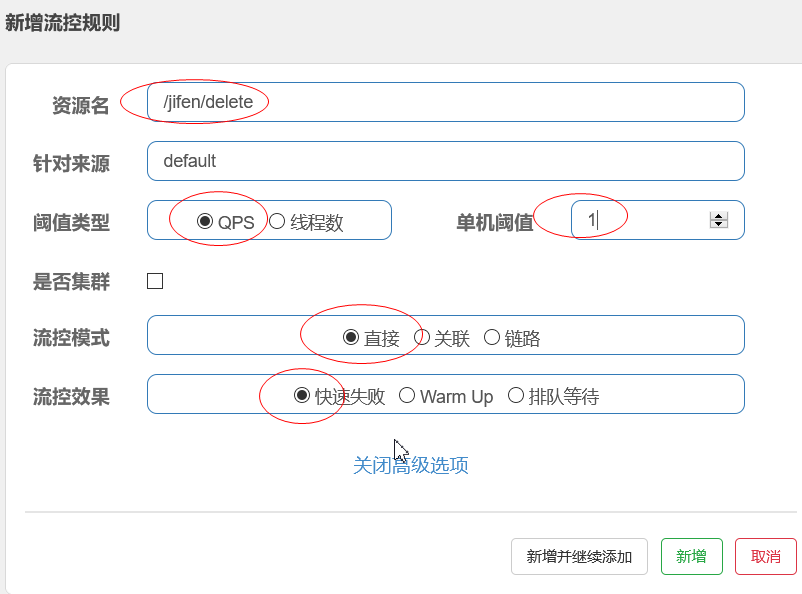 新增流控规则
资源名 /jifen/delete
针对来源 default
阈值类型 QPS 线程数 单机阈值 1
是否集群
流控模式 直接 关联 链路
流控效果 快速失败 Warm Up 排队等待
关闭高级选项
新增并继续添加 新增 取消